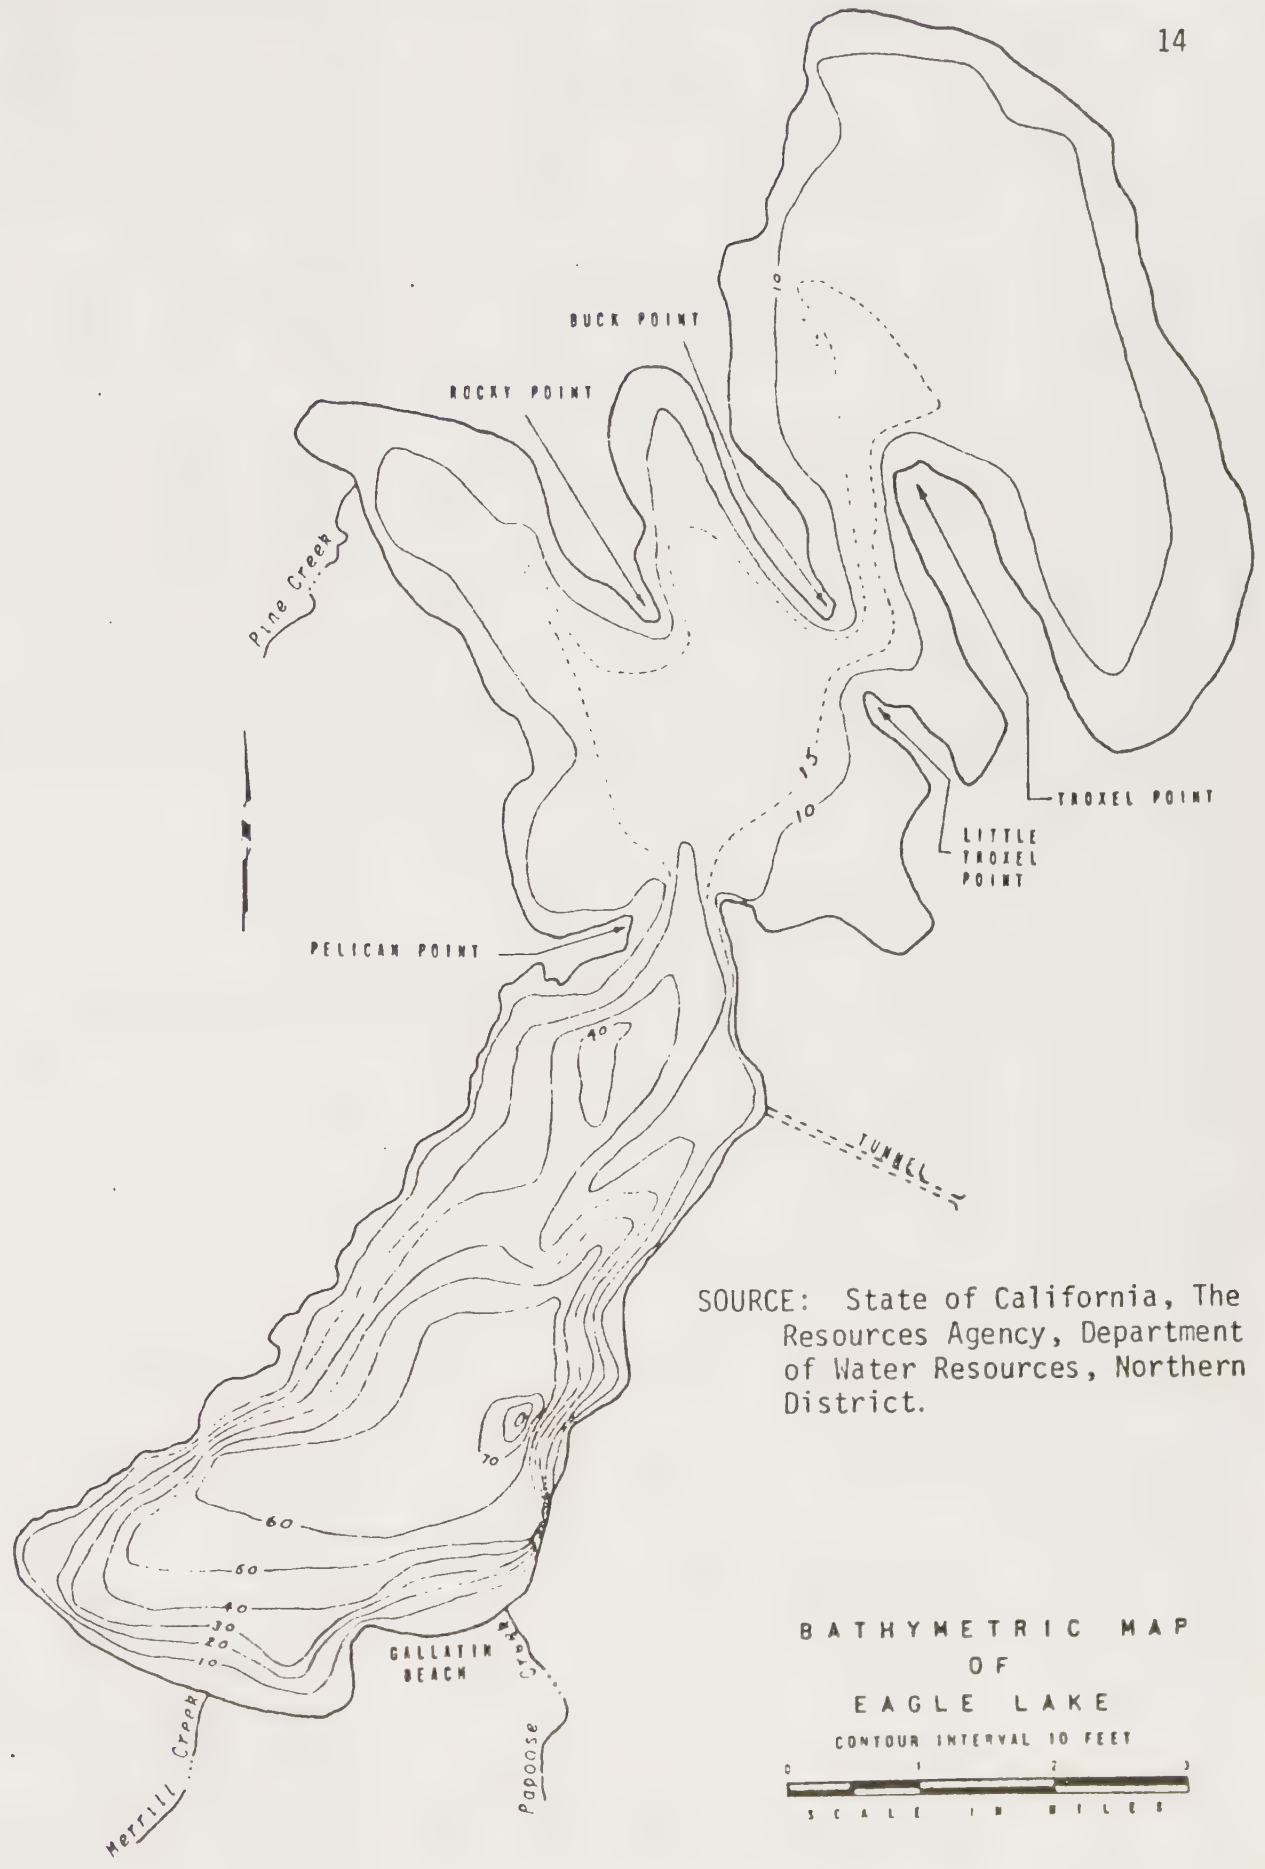 14
10
BUCK POINT
ROCKY POINT
Pine Creek
N
15
10
TROXEL POINT
LITTLE
TROXEL
POINT
PELICAN POINT
40
TUNNEL
SOURCE: State of California, The
Resources Agency, Department
of Water Resources, Northern
District.
70
60
50
40
30
20
10
GALLATIN
BEACH
Merrill Creek
Papoose Creek
BATHYMETRIC MAP
OF
EAGLE LAKE
CONTOUR INTERVAL 10 FEET
0 1 2 3
SCALE IN MILES